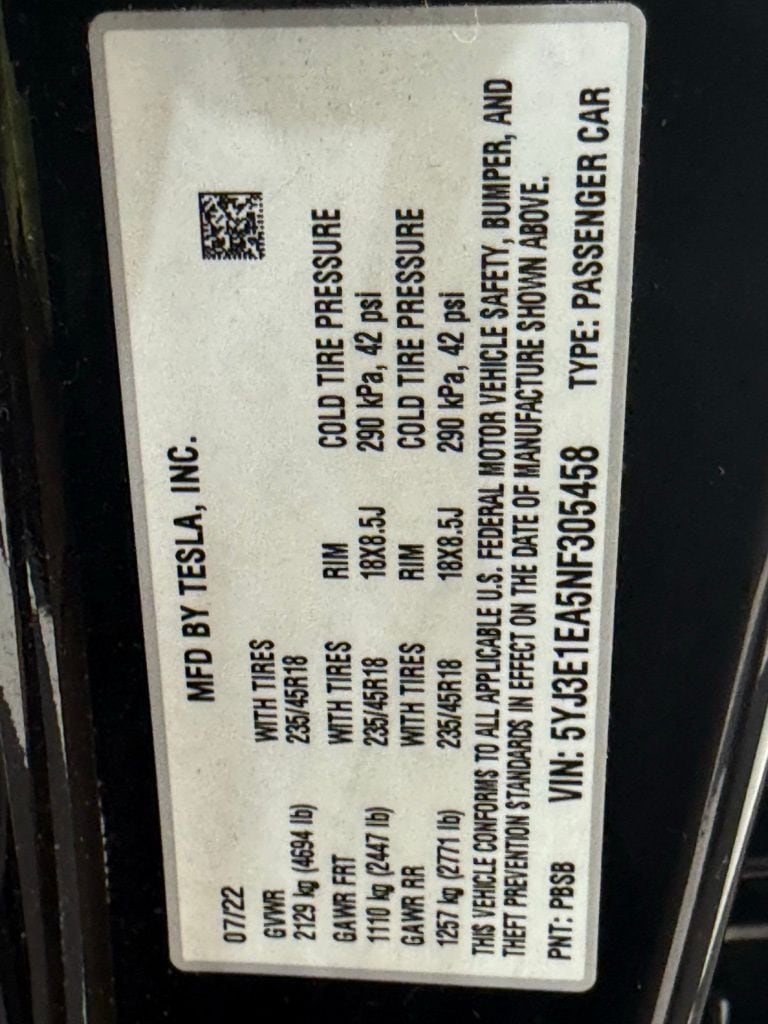 MFD BY TESLA, INC.
07/22
GVWR WITH TIRES
2129 kg (4694 lb) 235/45R18
GAWR FRT WITH TIRES RIM COLD TIRE PRESSURE
1110 kg (2447 lb) 235/45R18 18X8.5J 290 kPa, 42 psi
GAWR RR WITH TIRES RIM COLD TIRE PRESSURE
1257 kg (2771 lb) 235/45R18 18X8.5J 290 kPa, 42 psi
THIS VEHICLE CONFORMS TO ALL APPLICABLE U.S. FEDERAL MOTOR VEHICLE SAFETY, BUMPER, AND
THEFT PREVENTION STANDARDS IN EFFECT ON THE DATE OF MANUFACTURE SHOWN ABOVE.
PNT: PBSB VIN: 5YJ3E1EA5NF305458 TYPE: PASSENGER CAR